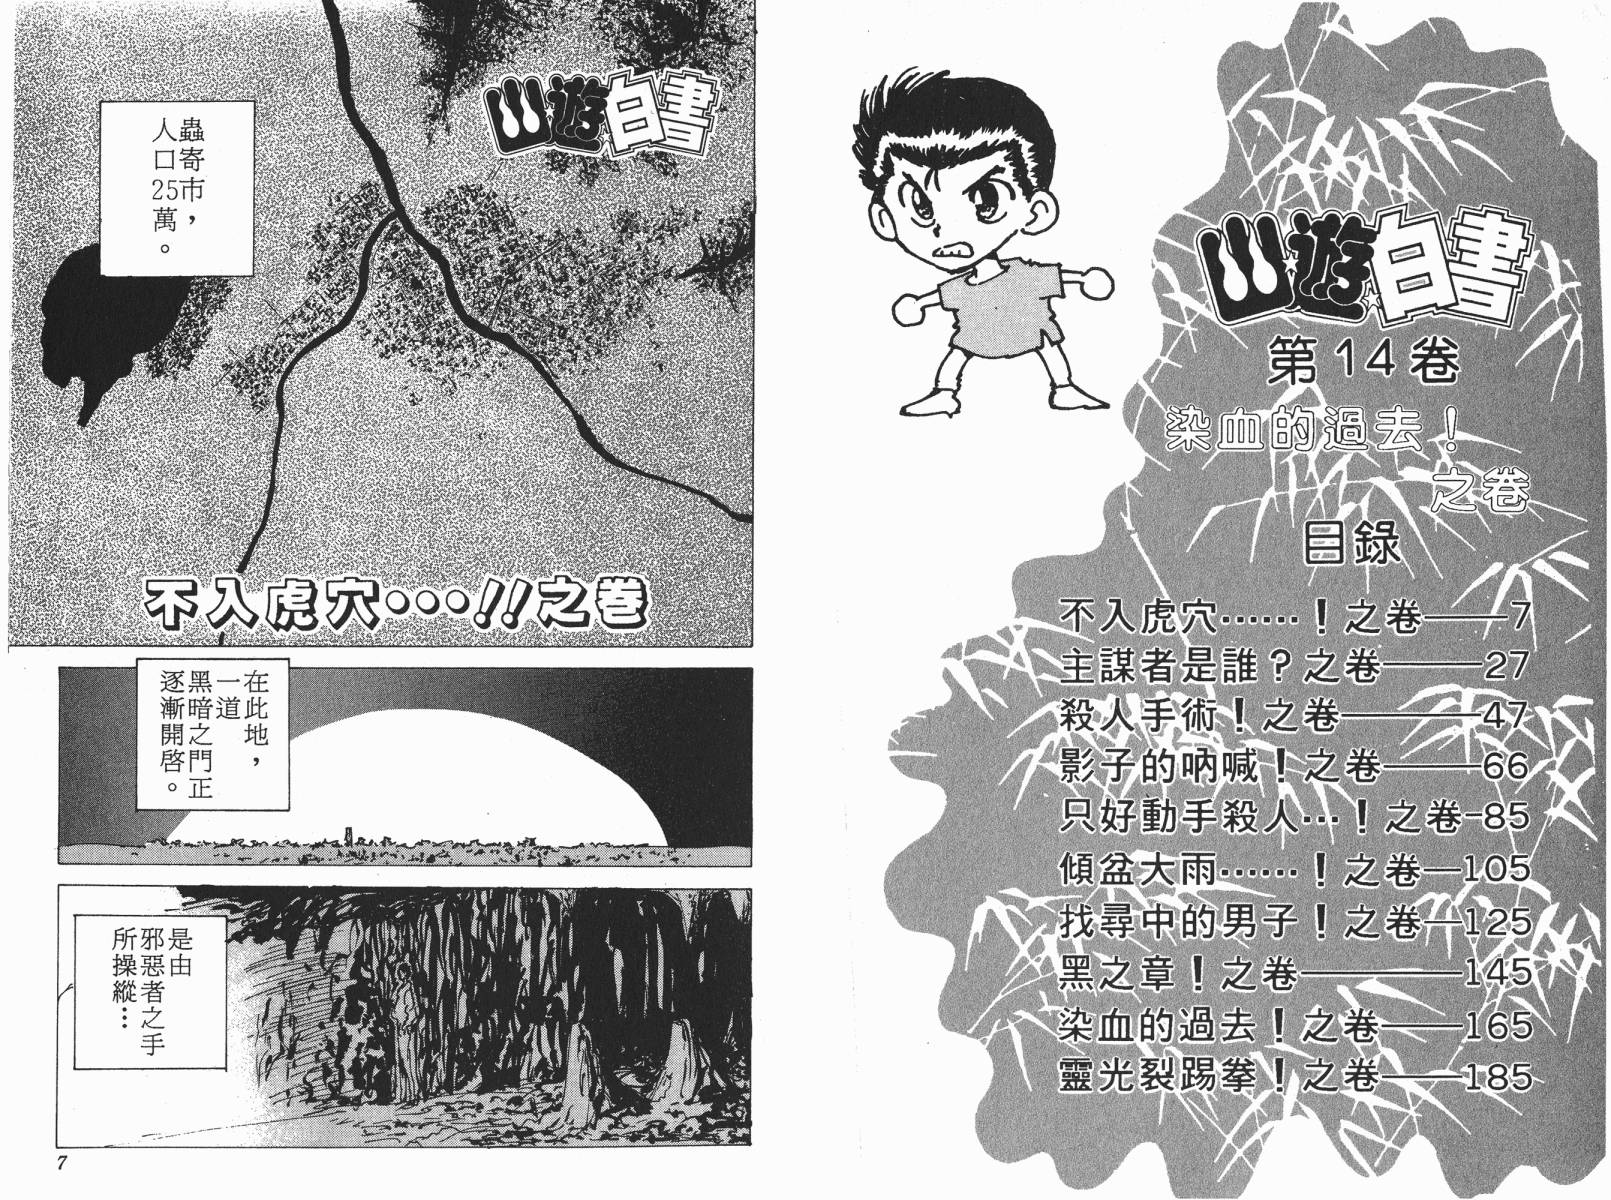 幽遊白書
第14卷
染血的過去！
之卷
目錄
不入虎穴……！之卷——7
主謀者是誰？之卷——27
殺人手術！之卷———47
影子的吶喊！之卷——66
只好動手殺人…！之卷-85
傾盆大雨……！之卷—105
找尋中的男子！之卷—125
黑之章！之卷————145
染血的過去！之卷——165
靈光裂踢拳！之卷——185
幽遊白書
蟲寄市，
人口25萬。
不入虎穴•••!!之卷
在此地，
一道
黑暗之門正
逐漸開啓。
是由
邪惡者之手
所操縱…
7